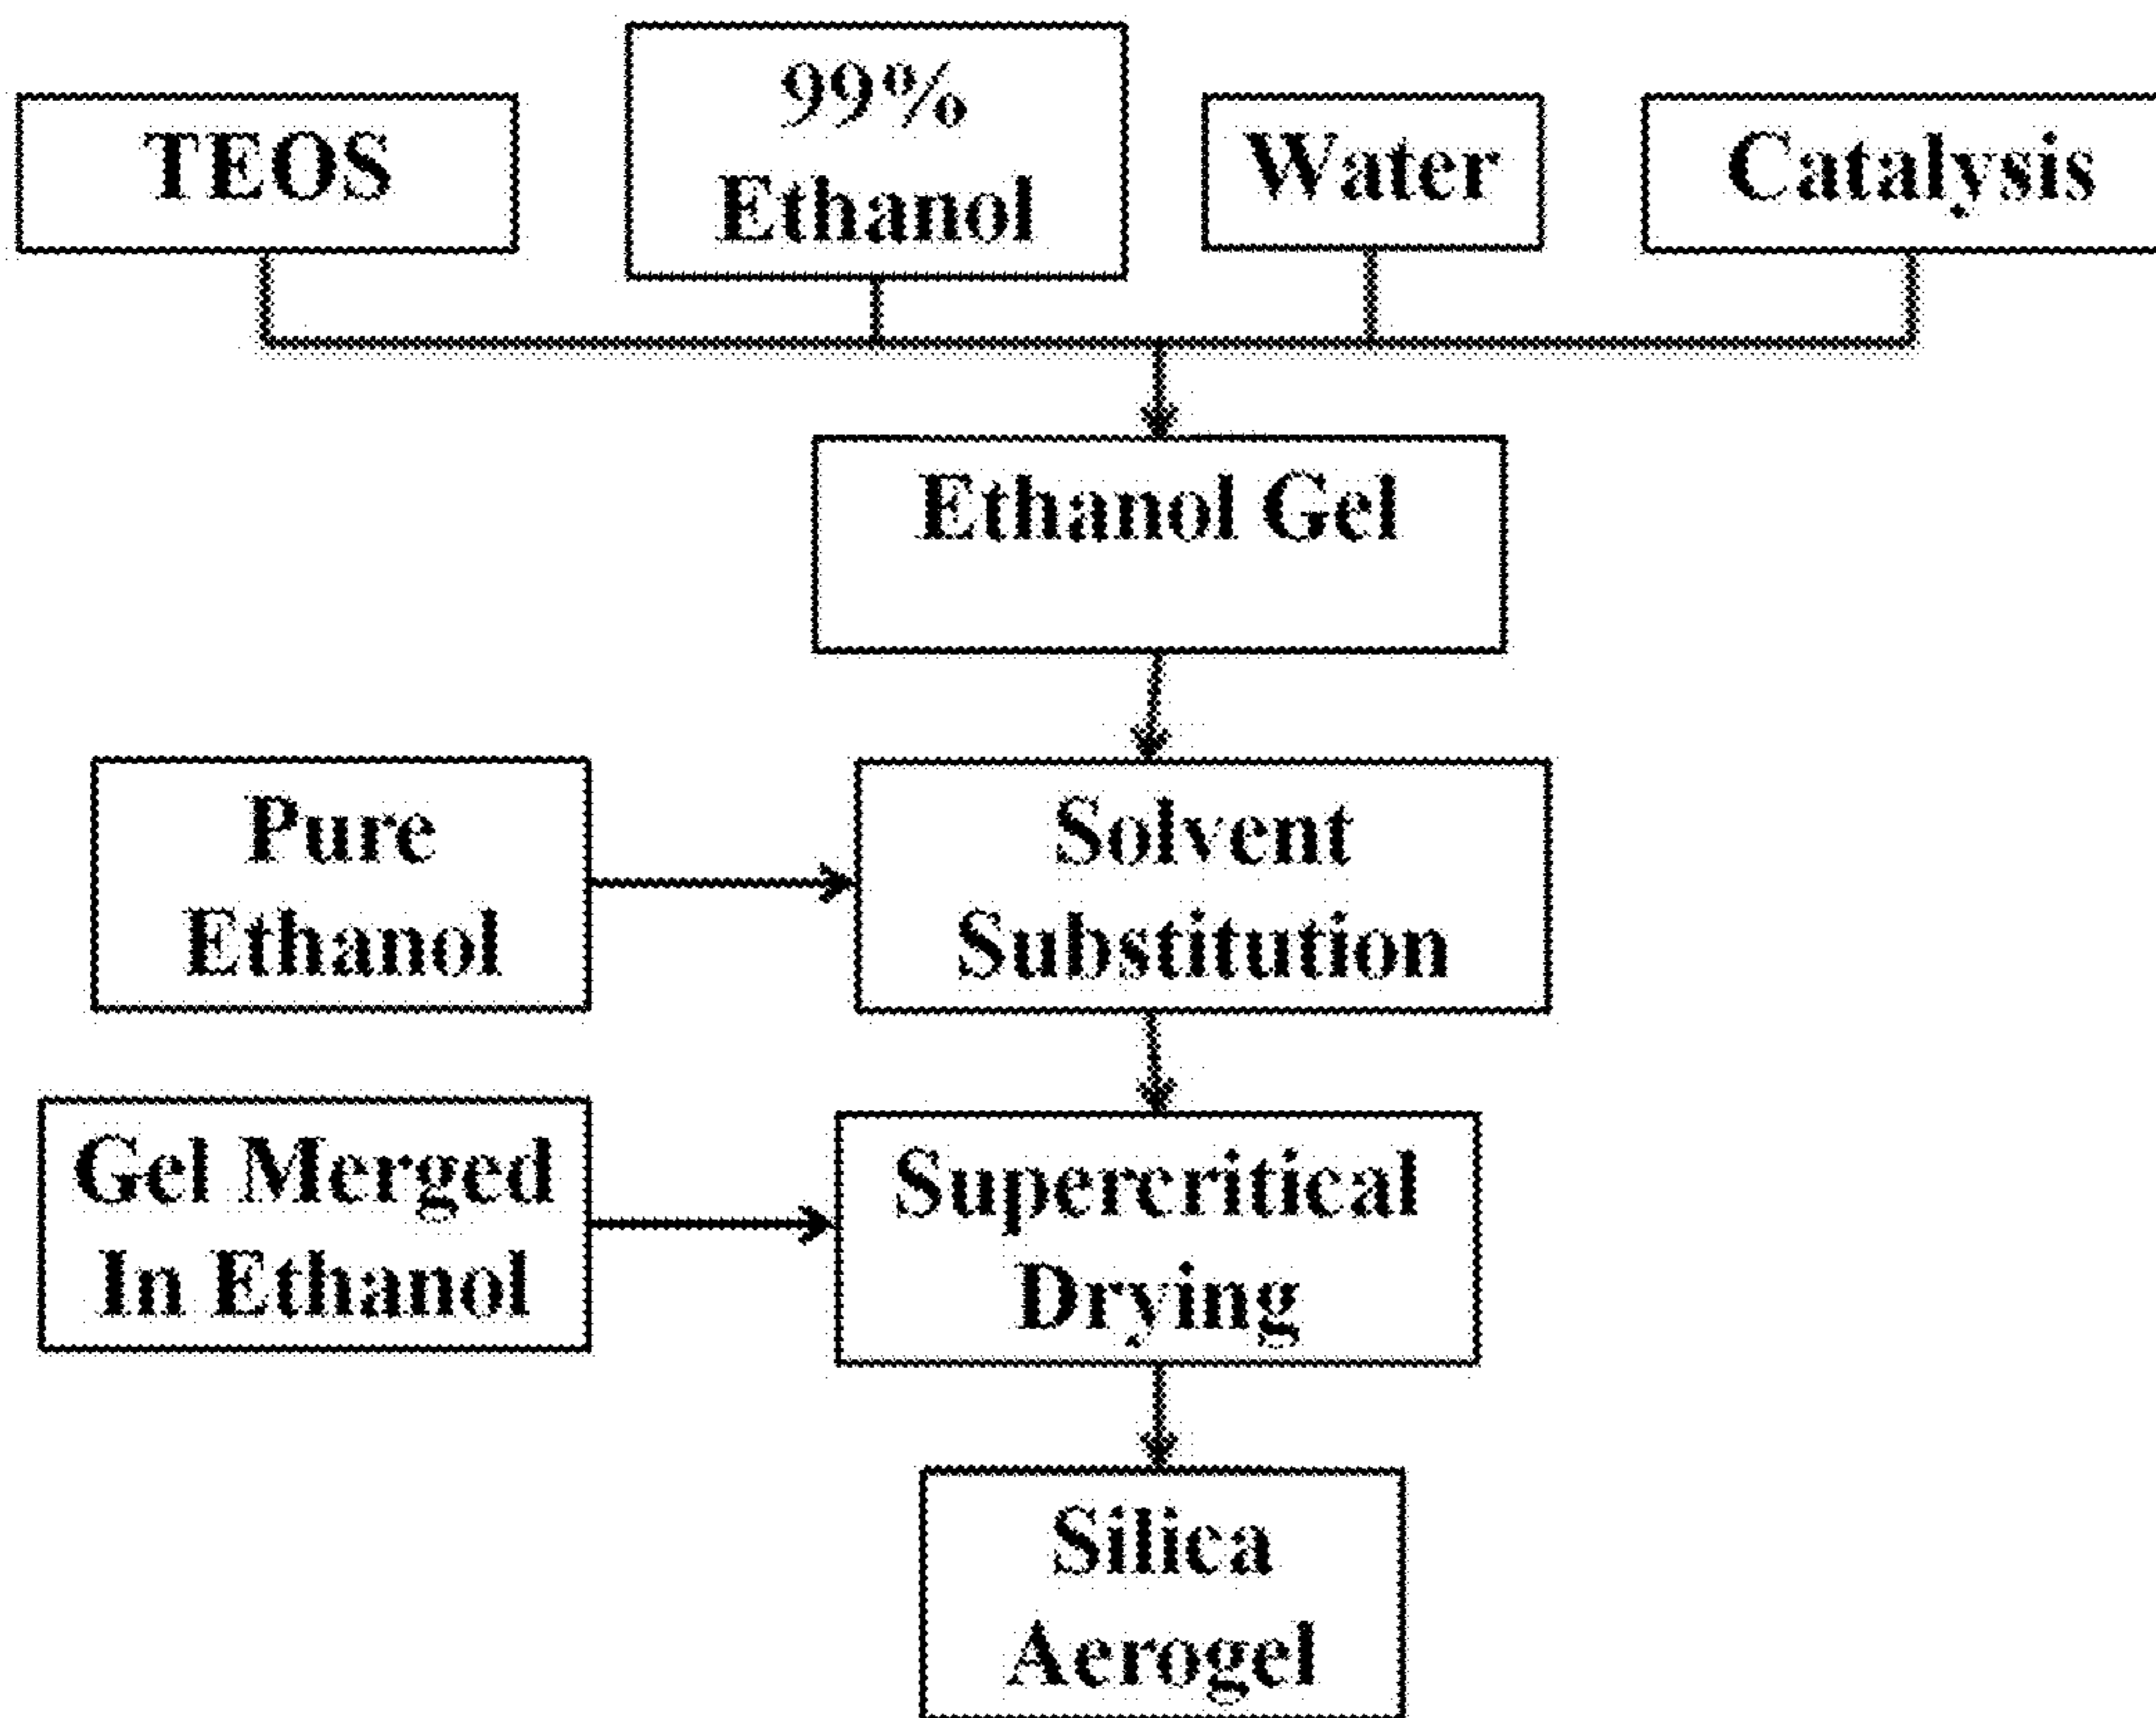 TEOS
99%
Ethanol
Water
Catalysis
Ethanol Gel
Pure
Ethanol
Solvent
Substitution
Gel Merged
In Ethanol
Supercritical
Drying
Silica
Aerogel